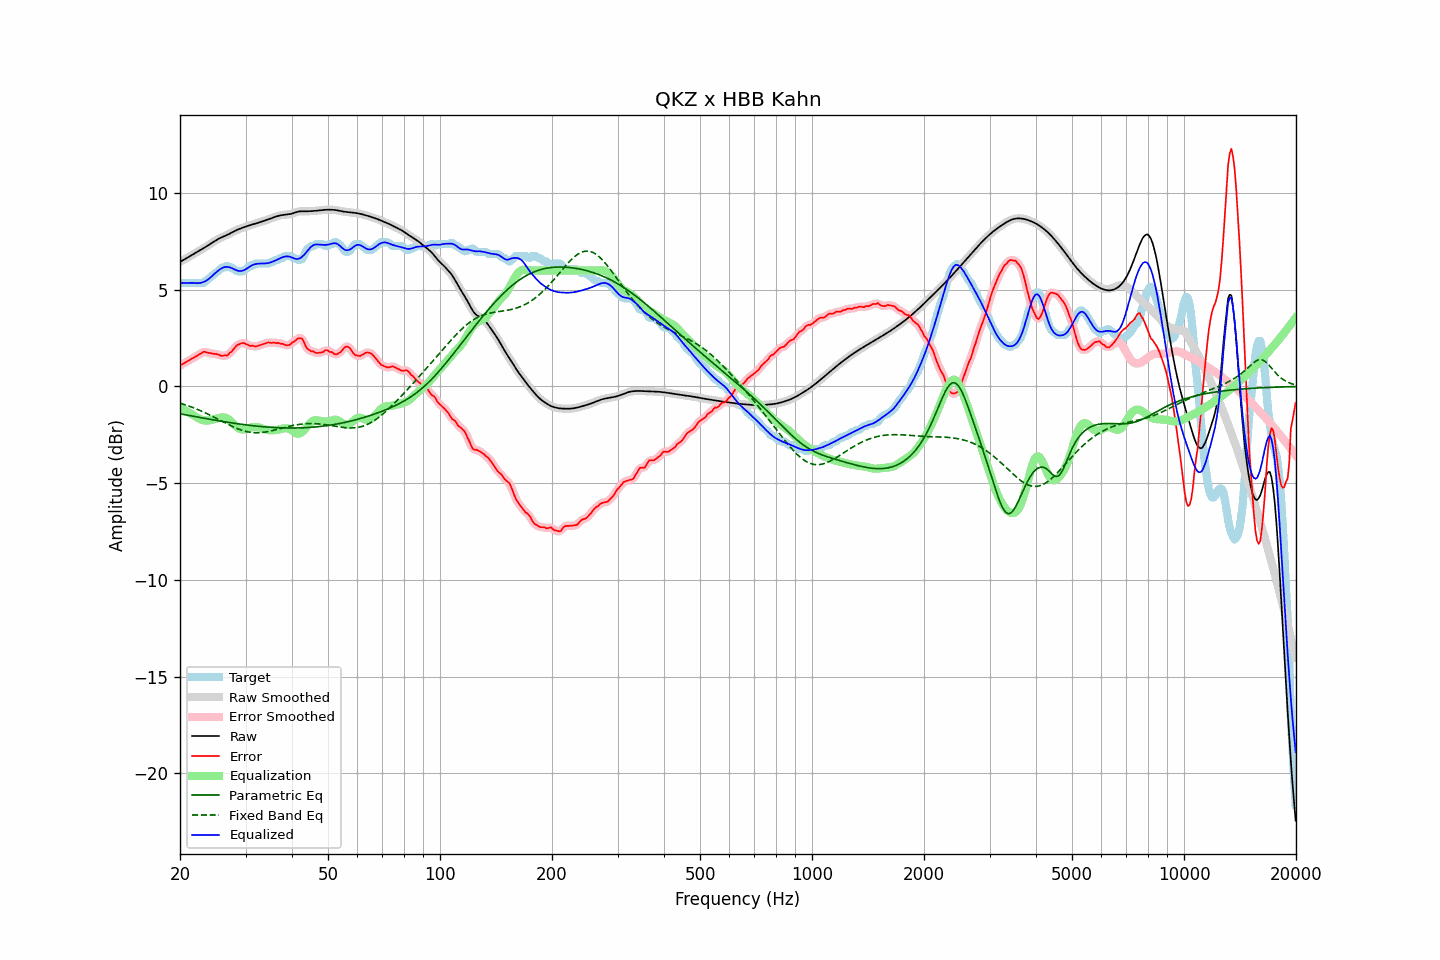 QKZ x HBB Kahn
Amplitude (dBr)
10
5
0
−5
−10
−15
−20
Target
Raw Smoothed
Error Smoothed
Raw
Error
Equalization
Parametric Eq
Fixed Band Eq
Equalized
20 50 100 200 500 1000 2000 5000 10000 20000
Frequency (Hz)